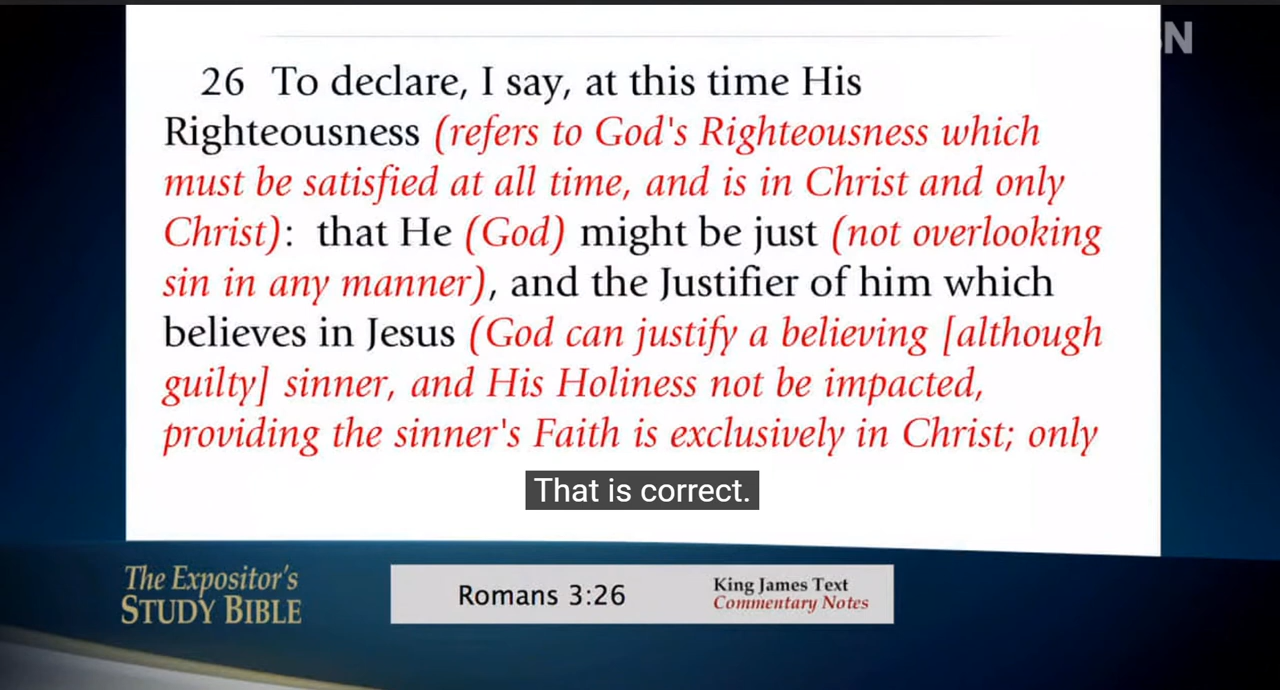 N
26 To declare, I say, at this time His
Righteousness (refers to God's Righteousness which
must be satisfied at all time, and is in Christ and only
Christ): that He (God) might be just (not overlooking
sin in any manner), and the Justifier of him which
believes in Jesus (God can justify a believing [although
guilty] sinner, and His Holiness not be impacted,
providing the sinner's Faith is exclusively in Christ; only
That is correct.
The Expositor's
STUDY BIBLE
Romans 3:26
King James Text
Commentary Notes